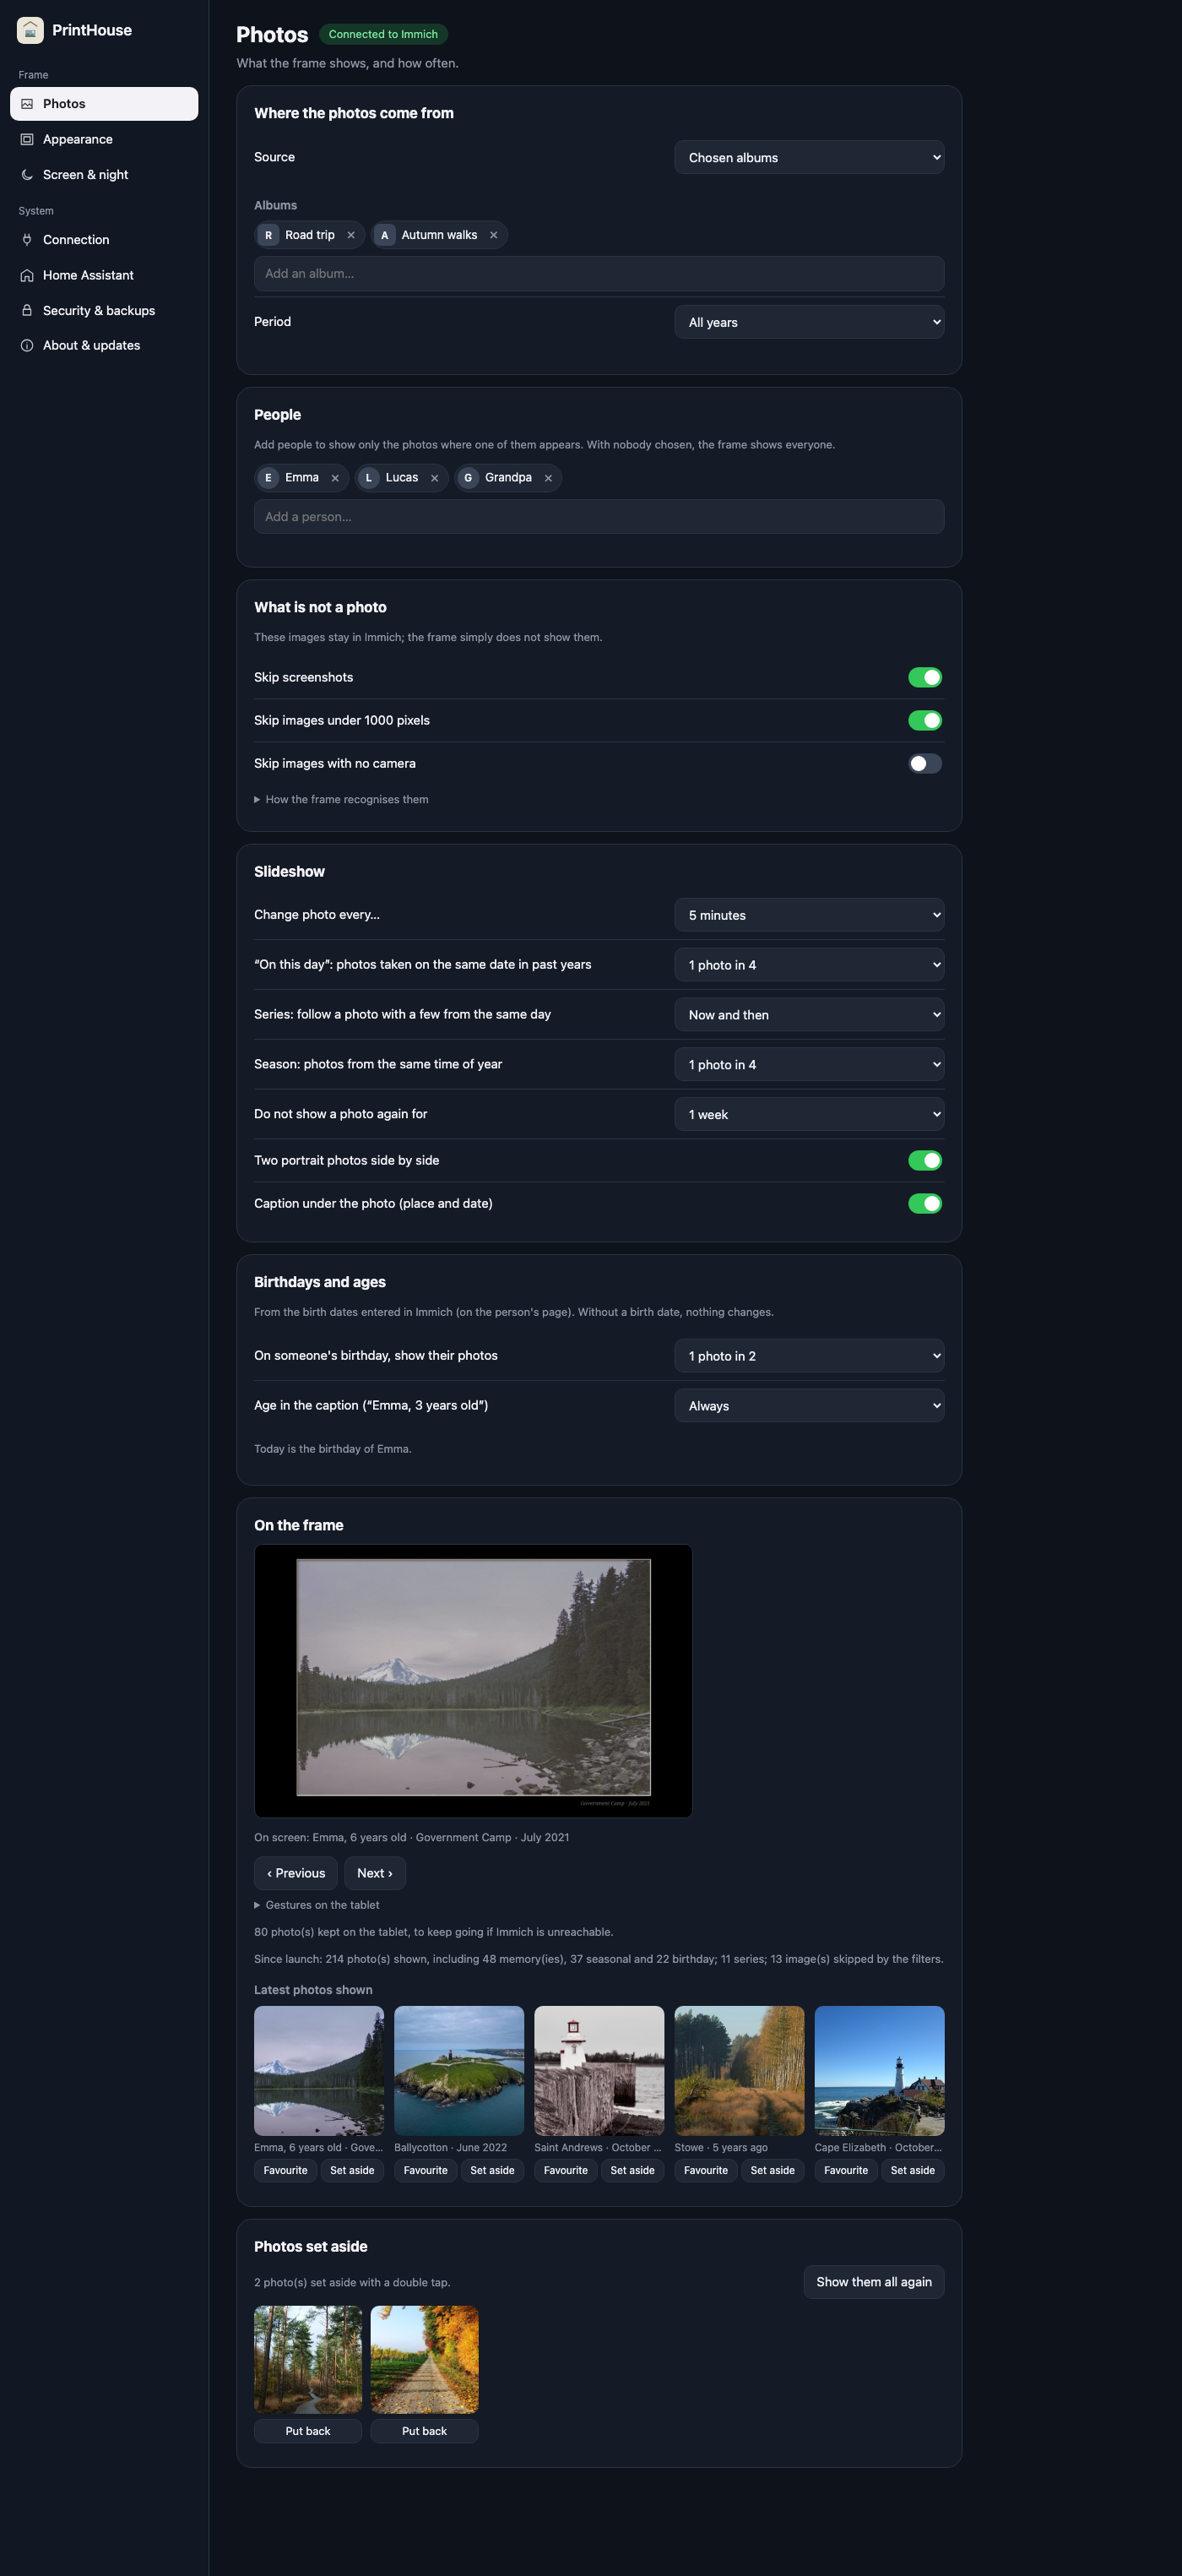 PrintHouse
Frame
Photos
Appearance
Screen & night
System
Connection
Home Assistant
Security & backups
About & updates
Photos
Connected to Immich
What the frame shows, and how often.
Where the photos come from
Source
Chosen albums
Albums
R Road trip ×
A Autumn walks ×
Add an album...
Period
All years
People
Add people to show only the photos where one of them appears. With nobody chosen, the frame shows everyone.
E Emma ×
L Lucas ×
G Grandpa ×
Add a person...
What is not a photo
These images stay in Immich; the frame simply does not show them.
Skip screenshots
Skip images under 1000 pixels
Skip images with no camera
How the frame recognises them
Slideshow
Change photo every...
5 minutes
“On this day”: photos taken on the same date in past years
1 photo in 4
Series: follow a photo with a few from the same day
Now and then
Season: photos from the same time of year
1 photo in 4
Do not show a photo again for
1 week
Two portrait photos side by side
Caption under the photo (place and date)
Birthdays and ages
From the birth dates entered in Immich (on the person's page). Without a birth date, nothing changes.
On someone's birthday, show their photos
1 photo in 2
Age in the caption (“Emma, 3 years old”)
Always
Today is the birthday of Emma.
On the frame
Government Camp · July 2021
On screen: Emma, 6 years old · Government Camp · July 2021
‹ Previous
Next ›
Gestures on the tablet
80 photo(s) kept on the tablet, to keep going if Immich is unreachable.
Since launch: 214 photo(s) shown, including 48 memory(ies), 37 seasonal and 22 birthday; 11 series; 13 image(s) skipped by the filters.
Latest photos shown
Emma, 6 years old · Gove...
Ballycotton · June 2022
Saint Andrews · October ...
Stowe · 5 years ago
Cape Elizabeth · October...
Favourite
Set aside
Favourite
Set aside
Favourite
Set aside
Favourite
Set aside
Favourite
Set aside
Photos set aside
2 photo(s) set aside with a double tap.
Show them all again
Put back
Put back